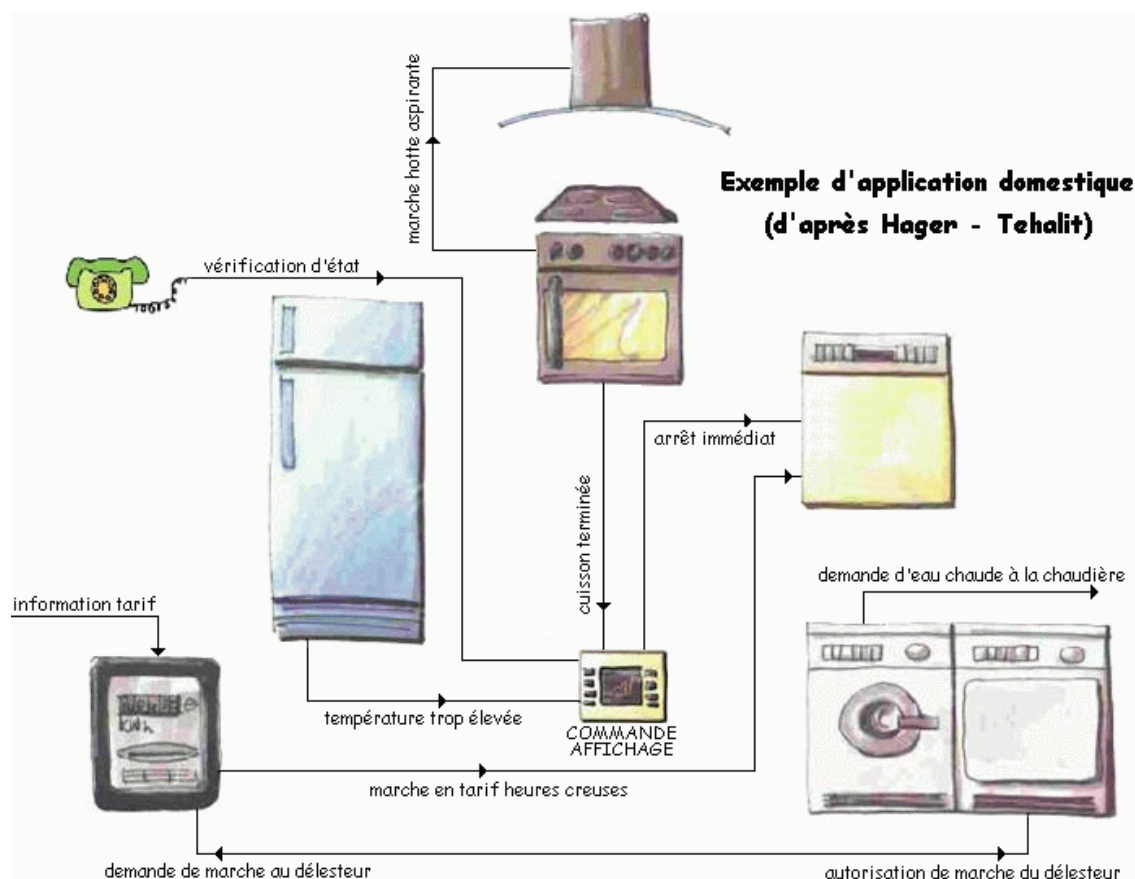 marche hotte aspirante
Exemple d'application domestique
(d'après Hager - Tehalit)
vérification d'état
arrêt immédiat
cuisson terminée
demande d'eau chaude à la chaudière
information tarif
température trop élevée
COMMANDE
AFFICHAGE
kWh
marche en tarif heures creuses
demande de marche au délesteur
autorisation de marche du délesteur